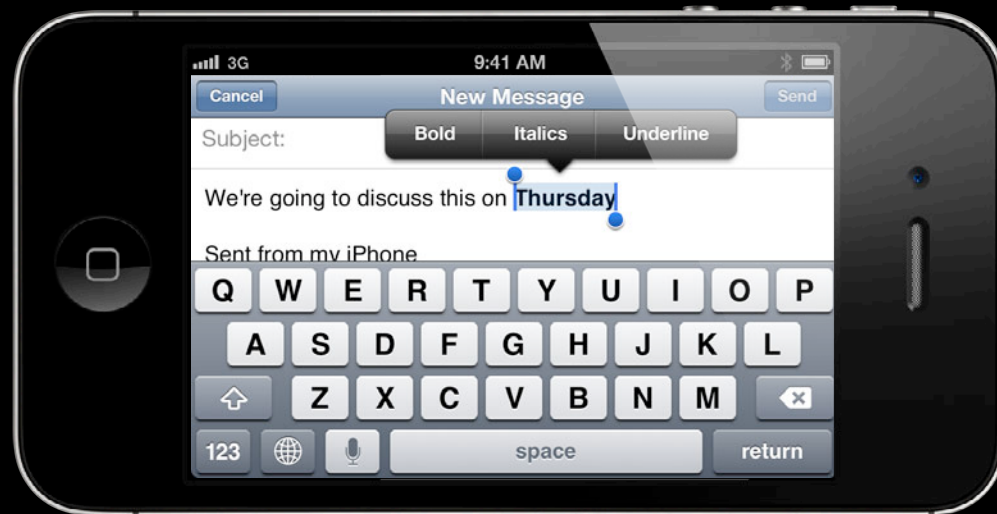 3G 9:41 AM
Cancel New Message Send
Subject:
Bold Italics Underline
We're going to discuss this on Thursday
Sent from my iPhone
Q W E R T Y U I O P
A S D F G H J K L
Z X C V B N M
123 space return